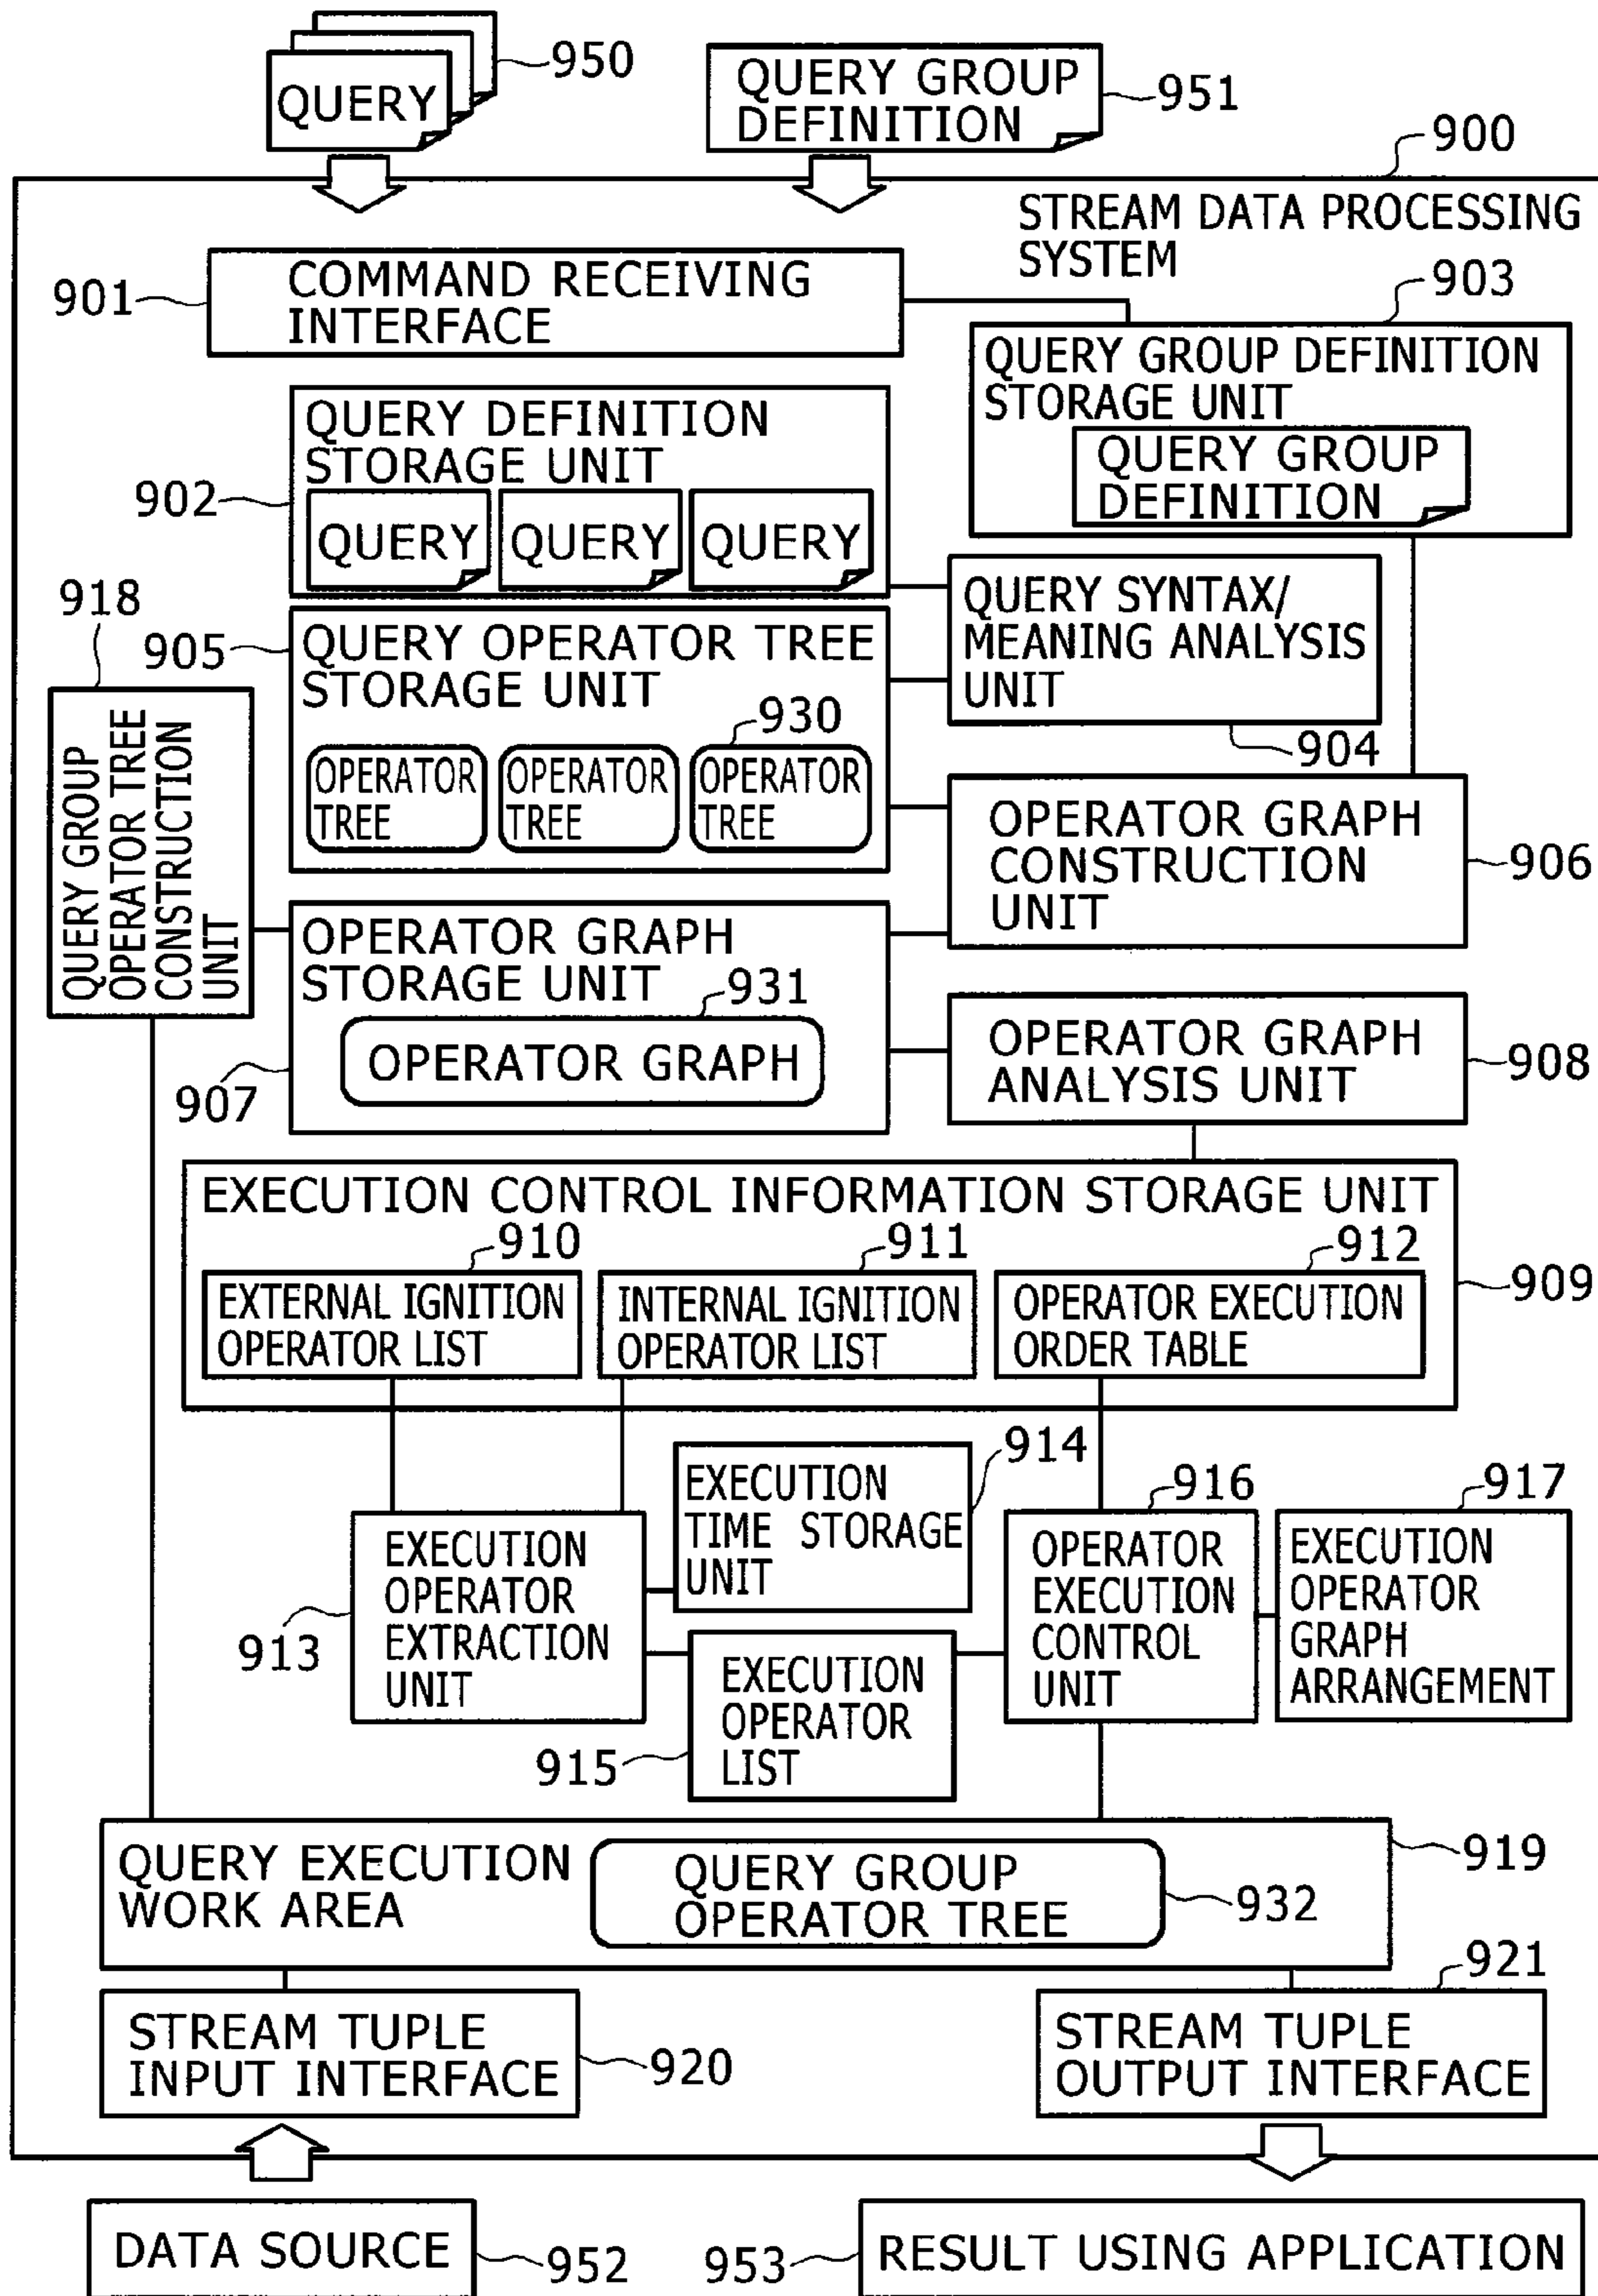 QUERY
950
QUERY GROUP
DEFINITION
951
900
STREAM DATA PROCESSING
SYSTEM
901
COMMAND RECEIVING
INTERFACE
903
QUERY GROUP DEFINITION
STORAGE UNIT
QUERY GROUP
DEFINITION
902
QUERY DEFINITION
STORAGE UNIT
QUERY
QUERY
QUERY
QUERY SYNTAX/
MEANING ANALYSIS
UNIT
904
918
QUERY GROUP
OPERATOR TREE
CONSTRUCTION
UNIT
905
QUERY OPERATOR TREE
STORAGE UNIT
930
OPERATOR
TREE
OPERATOR
TREE
OPERATOR
TREE
OPERATOR GRAPH
CONSTRUCTION
UNIT
906
OPERATOR GRAPH
STORAGE UNIT
931
OPERATOR GRAPH
907
OPERATOR GRAPH
ANALYSIS UNIT
908
EXECUTION CONTROL INFORMATION STORAGE UNIT
909
910
EXTERNAL IGNITION
OPERATOR LIST
911
INTERNAL IGNITION
OPERATOR LIST
912
OPERATOR EXECUTION
ORDER TABLE
913
EXECUTION
OPERATOR
EXTRACTION
UNIT
914
EXECUTION
TIME STORAGE
UNIT
915
EXECUTION
OPERATOR
LIST
916
OPERATOR
EXECUTION
CONTROL
UNIT
917
EXECUTION
OPERATOR
GRAPH
ARRANGEMENT
QUERY EXECUTION
WORK AREA
QUERY GROUP
OPERATOR TREE
932
919
STREAM TUPLE
INPUT INTERFACE
920
921
STREAM TUPLE
OUTPUT INTERFACE
DATA SOURCE
952
953
RESULT USING APPLICATION